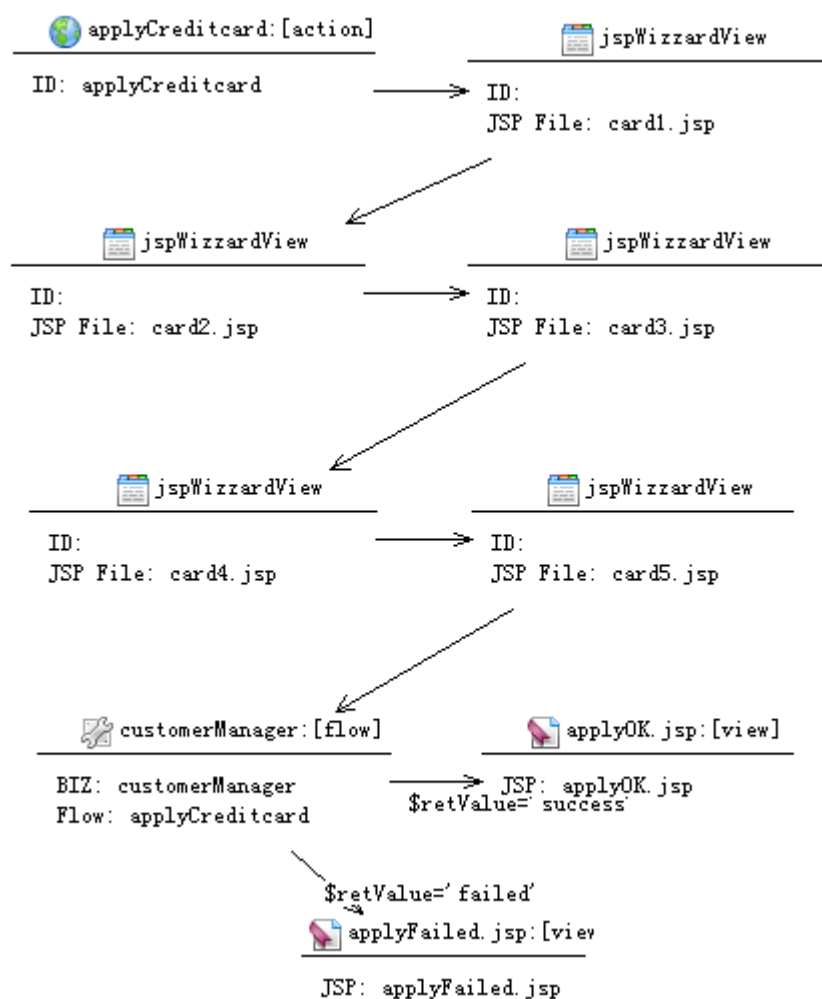 applyCreditcard:[action]
ID: applyCreditcard
jspWizzardView
ID:
JSP File: card1.jsp
jspWizzardView
ID:
JSP File: card2.jsp
jspWizzardView
ID:
JSP File: card3.jsp
jspWizzardView
ID:
JSP File: card4.jsp
jspWizzardView
ID:
JSP File: card5.jsp
customerManager:[flow]
BIZ: customerManager
Flow: applyCreditcard
applyOK.jsp:[view]
JSP: applyOK.jsp
$retValue='success'
$retValue='failed'
applyFailed.jsp:[view
JSP: applyFailed.jsp